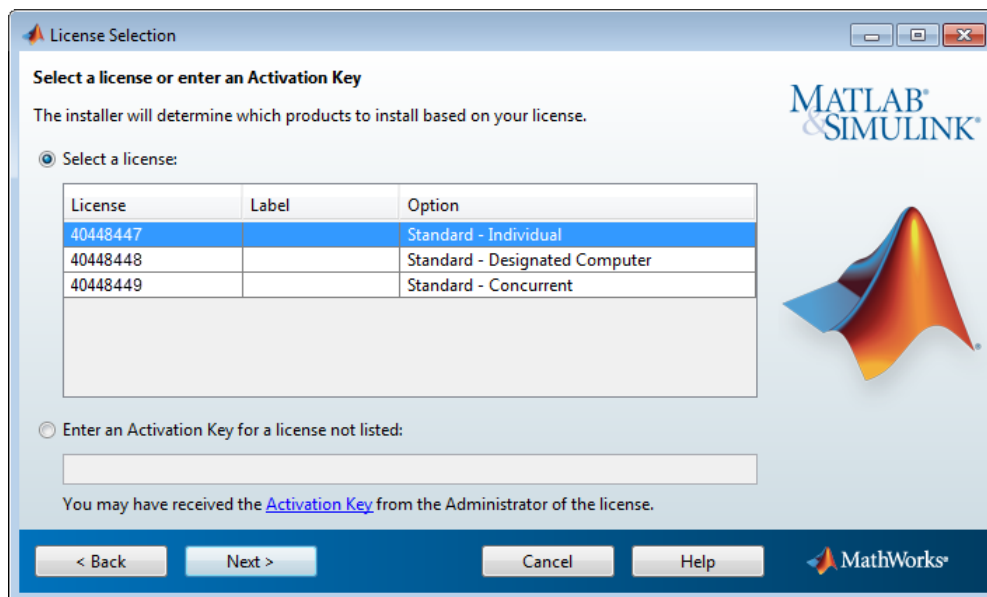 License Selection
Select a license or enter an Activation Key
The installer will determine which products to install based on your license.
MATLAB®
&SIMULINK®
Select a license:
License Label Option
40448447 Standard - Individual
40448448 Standard - Designated Computer
40448449 Standard - Concurrent
Enter an Activation Key for a license not listed:
You may have received the Activation Key from the Administrator of the license.
< Back Next > Cancel Help MathWorks®